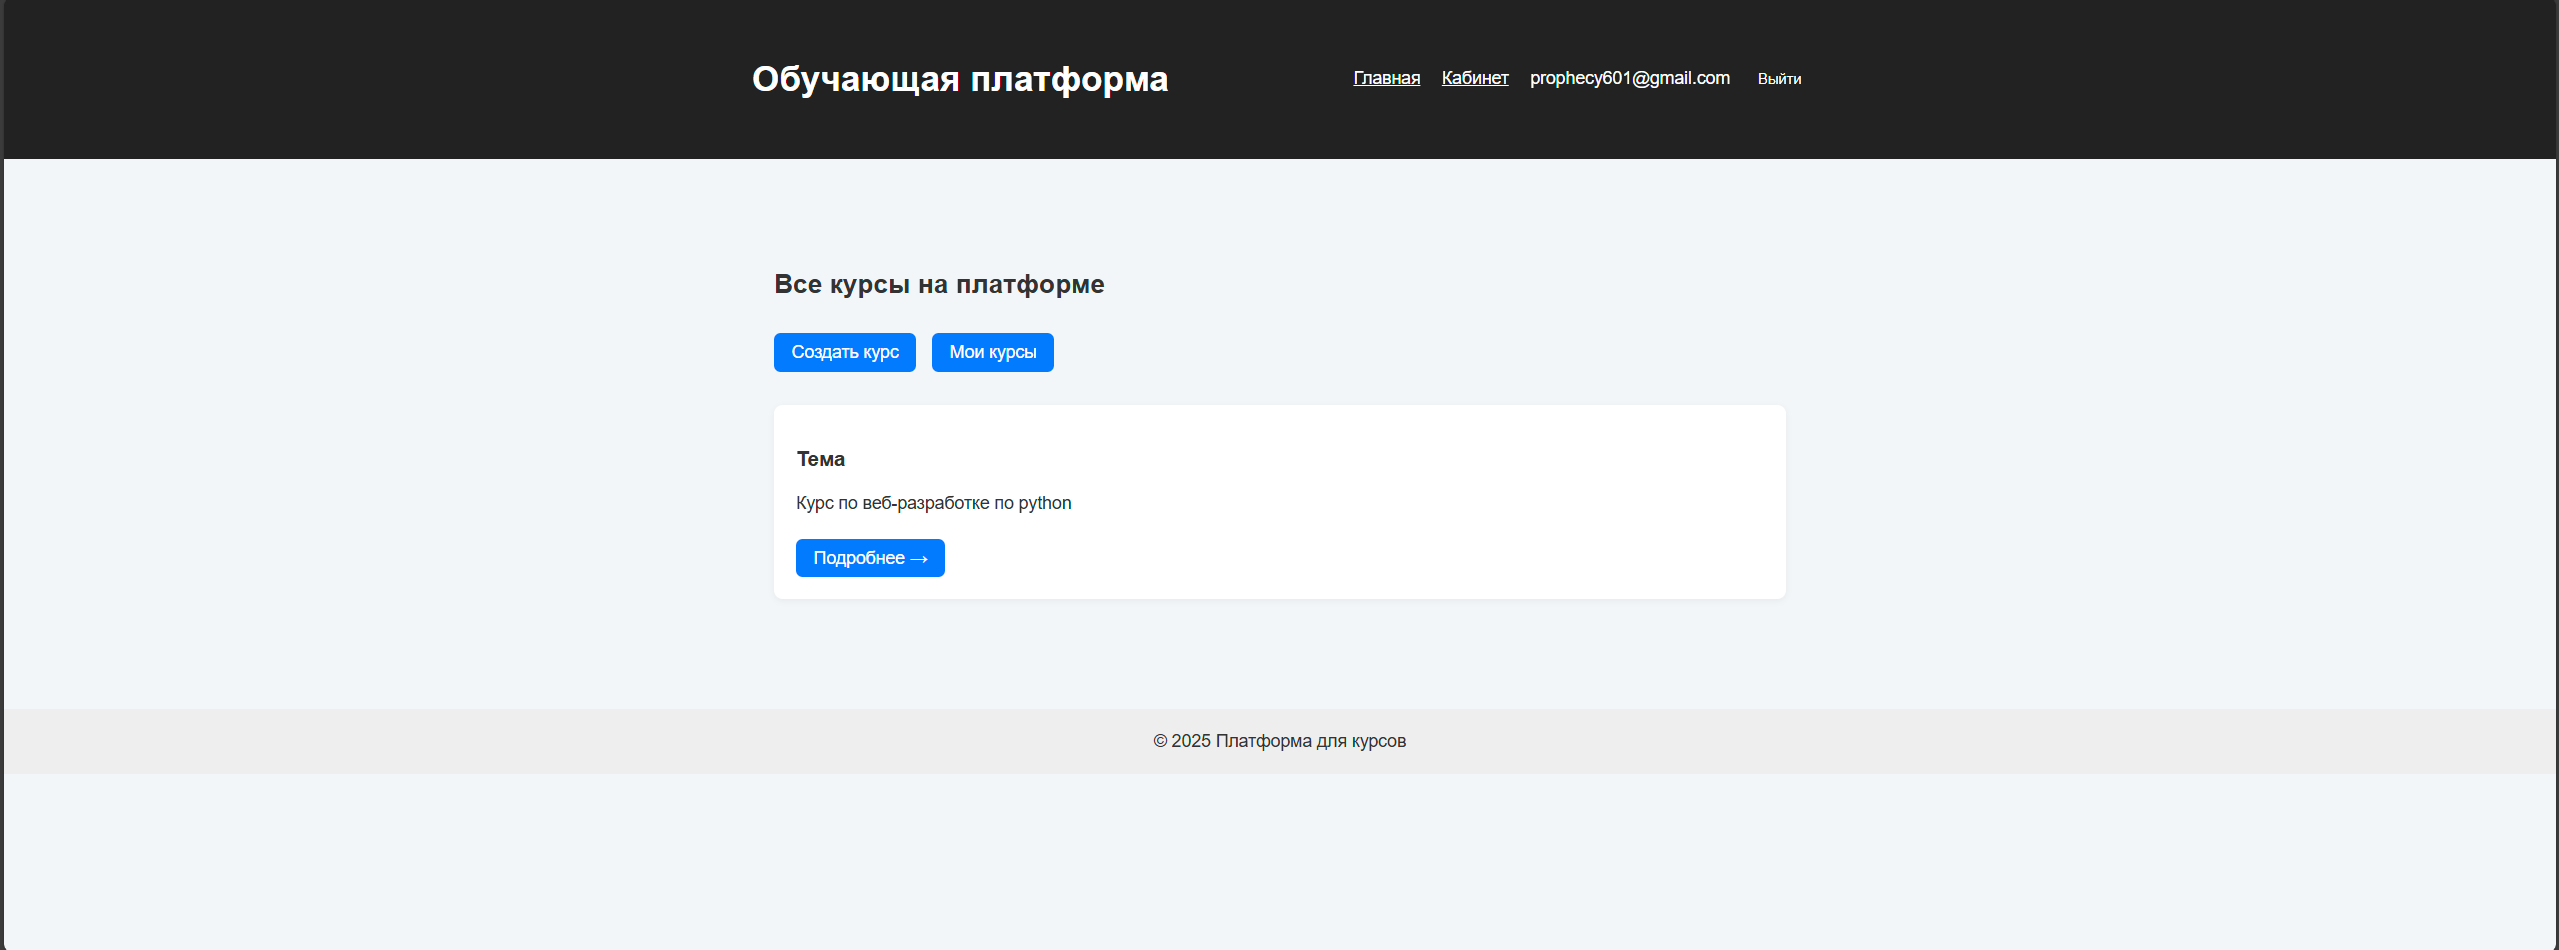 Обучающая платформа
Главная Кабинет prophecy601@gmail.com Выйти
Все курсы на платформе
Создать курс Мои курсы
Тема
Курс по веб-разработке по python
Подробнее →
© 2025 Платформа для курсов